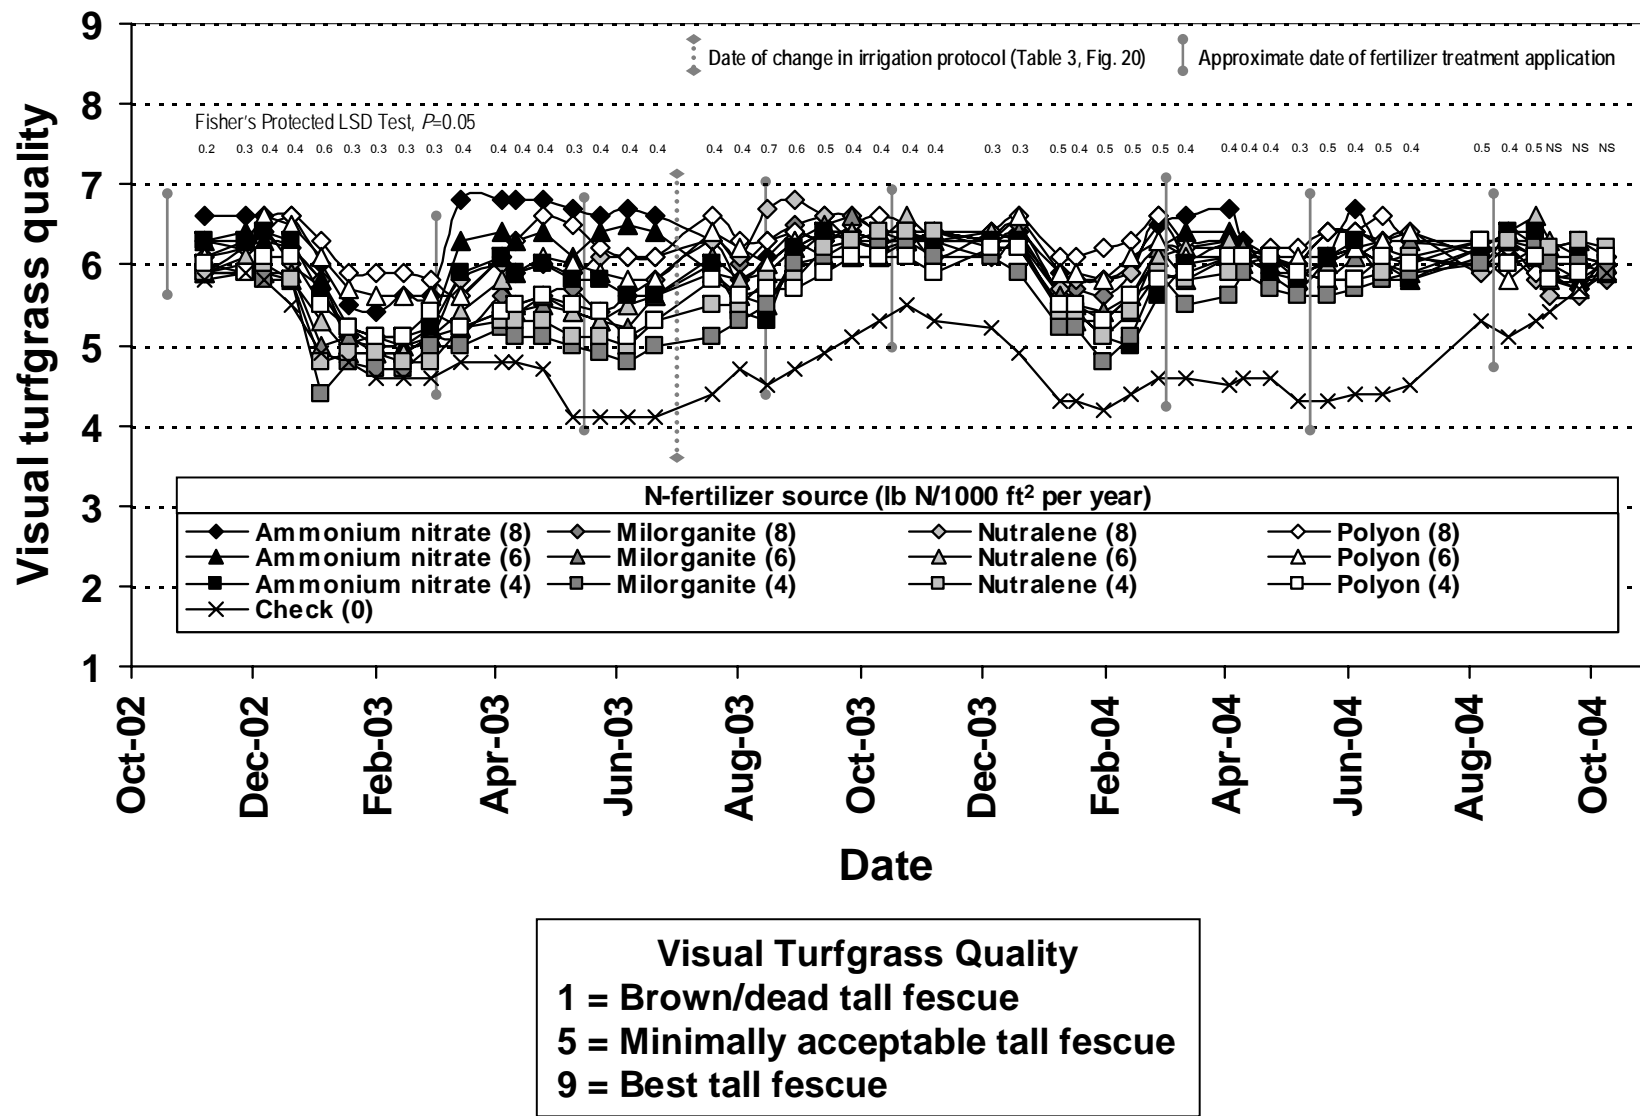 9
8
7
6
5
4
3
2
1
Visual turfgrass quality
Date of change in irrigation protocol (Table 3, Fig. 20)
Approximate date of fertilizer treatment application
Fisher's Protected LSD Test, P=0.05
0.2 0.3 0.4 0.4 0.6 0.3 0.3 0.3 0.3 0.4 0.4 0.4 0.4 0.3 0.4 0.4 0.4 0.4 0.4 0.7 0.6 0.5 0.4 0.4 0.4 0.4 0.3 0.3 0.5 0.4 0.5 0.5 0.5 0.4 0.4 0.4 0.4 0.3 0.5 0.4 0.5 0.4 0.5 0.4 0.5 NS NS NS
N-fertilizer source (lb N/1000 ft² per year)
Ammonium nitrate (8) Milorganite (8) Nutralene (8) Polyon (8)
Ammonium nitrate (6) Milorganite (6) Nutralene (6) Polyon (6)
Ammonium nitrate (4) Milorganite (4) Nutralene (4) Polyon (4)
Check (0)
Oct-02 Dec-02 Feb-03 Apr-03 Jun-03 Aug-03 Oct-03 Dec-03 Feb-04 Apr-04 Jun-04 Aug-04 Oct-04
Date
Visual Turfgrass Quality
1 = Brown/dead tall fescue
5 = Minimally acceptable tall fescue
9 = Best tall fescue